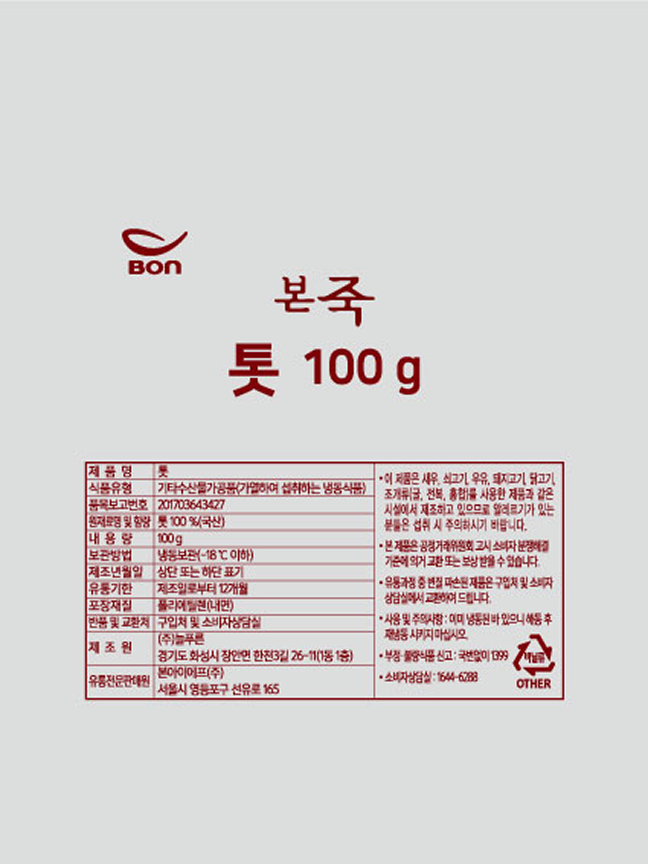 BON
본죽
톳 100 g
제 품 명 톳
식품유형 기타수산물가공품(가열하여 섭취하는 냉동식품)
품목보고번호 201703643427
원재료명 및 함량 톳 100 %(국산)
내 용 량 100 g
보관방법 냉동보관(-18 ℃ 이하)
제조년월일 상단 또는 하단 표기
유통기한 제조일로부터 12개월
포장재질 폴리에틸렌(내면)
반품 및 교환처 구입처 및 소비자상담실
제 조 원 (주)늘푸른
경기도 화성시 장안면 한천3길 26-11(1동 1층)
유통전문판매원 본아이에프(주)
서울시 영등포구 선유로 165
• 이 제품은 새우, 쇠고기, 우유, 돼지고기, 닭고기,
조개류(굴, 전복, 홍합)를 사용한 제품과 같은
시설에서 제조하고 있으므로 알레르기가 있는
분들은 섭취 시 주의하시기 바랍니다.
• 본 제품은 공정거래위원회 고시 소비자 분쟁해결
기준에 의거 교환 또는 보상 받을 수 있습니다.
• 유통과정 중 변질 파손된 제품은 구입처 및 소비자
상담실에서 교환하여 드립니다.
• 사용 및 주의사항 : 이미 냉동된 바 있으니 해동 후
재냉동 시키지 마십시오.
• 부정·불량식품 신고 : 국번없이 1399
• 소비자상담실 : 1644-6288
비닐류
OTHER